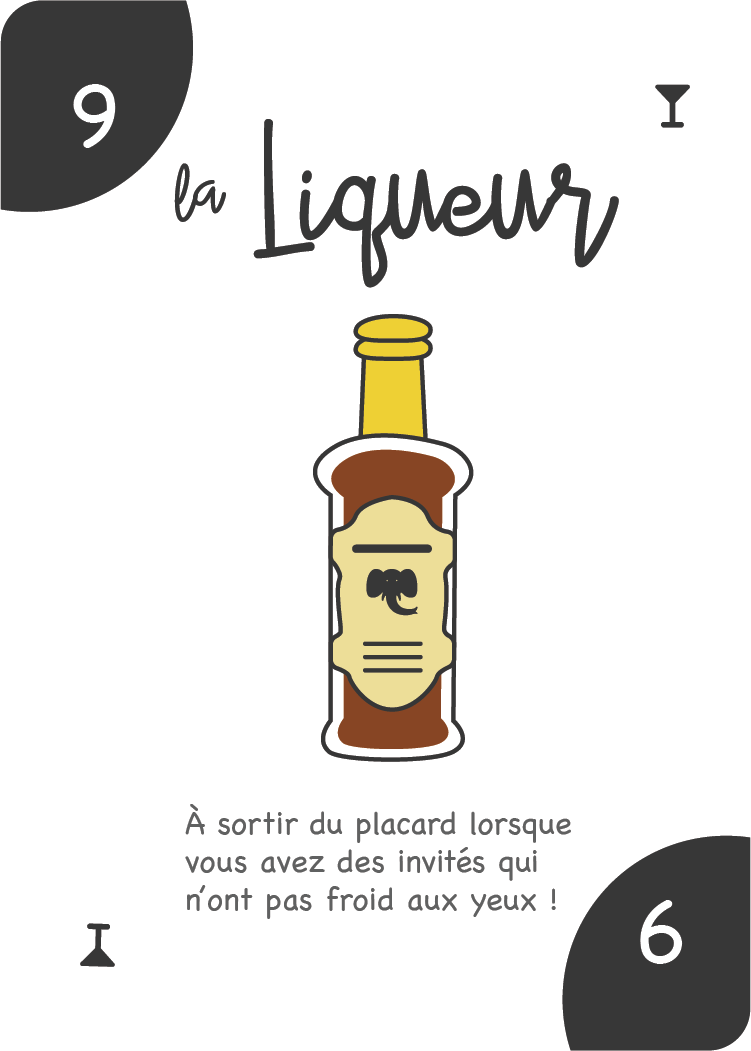 9
la Liqueur
À sortir du placard lorsque
vous avez des invités qui
n'ont pas froid aux yeux !
6